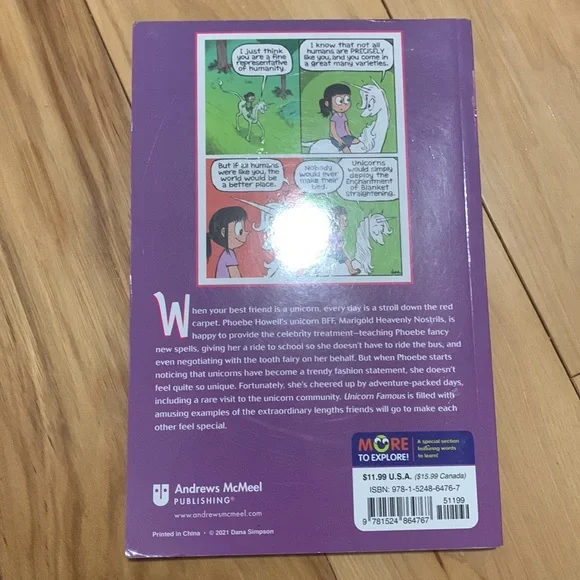 I just think
you are a fine
representative
of humanity.
I know that not all
humans are PRECISELY
like you, and you come in
a great many varieties.
But if all humans
were like you, the
world would be
a better place.
Nobody
would ever
make their
bed.
Unicorns
would simply
deploy the
Enchantment
of Blanket
Straightening.
When your best friend is a unicorn, every day is a stroll down the red
carpet. Phoebe Howell's unicorn BFF, Marigold Heavenly Nostrils, is
happy to provide the celebrity treatment—teaching Phoebe fancy
new spells, giving her a ride to school so she doesn't have to ride the bus, and
even negotiating with the tooth fairy on her behalf. But when Phoebe starts
noticing that unicorns have become a trendy fashion statement, she doesn't
feel quite so unique. Fortunately, she's cheered up by adventure-packed days,
including a rare visit to the unicorn community. Unicorn Famous is filled with
amusing examples of the extraordinary lengths friends will go to make each
other feel special.
MORE
TO EXPLORE!
A special section
featuring words
to learn!
$11.99 U.S.A. ($15.99 Canada)
ISBN: 978-1-5248-6476-7
51199
9 781524 864767
Andrews McMeel
PUBLISHING®
www.andrewsmcmeel.com
Printed in China • © 2021 Dana Simpson